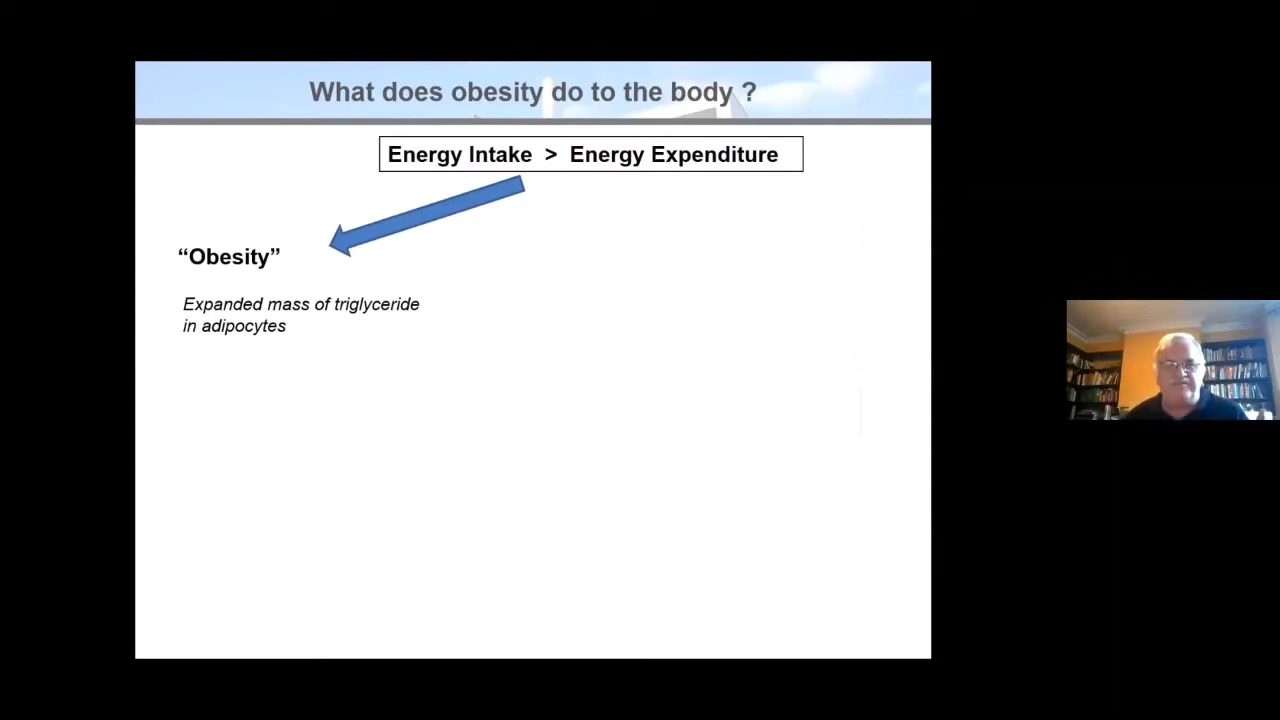 What does obesity do to the body ?
Energy Intake > Energy Expenditure
“Obesity”
Expanded mass of triglyceride
in adipocytes